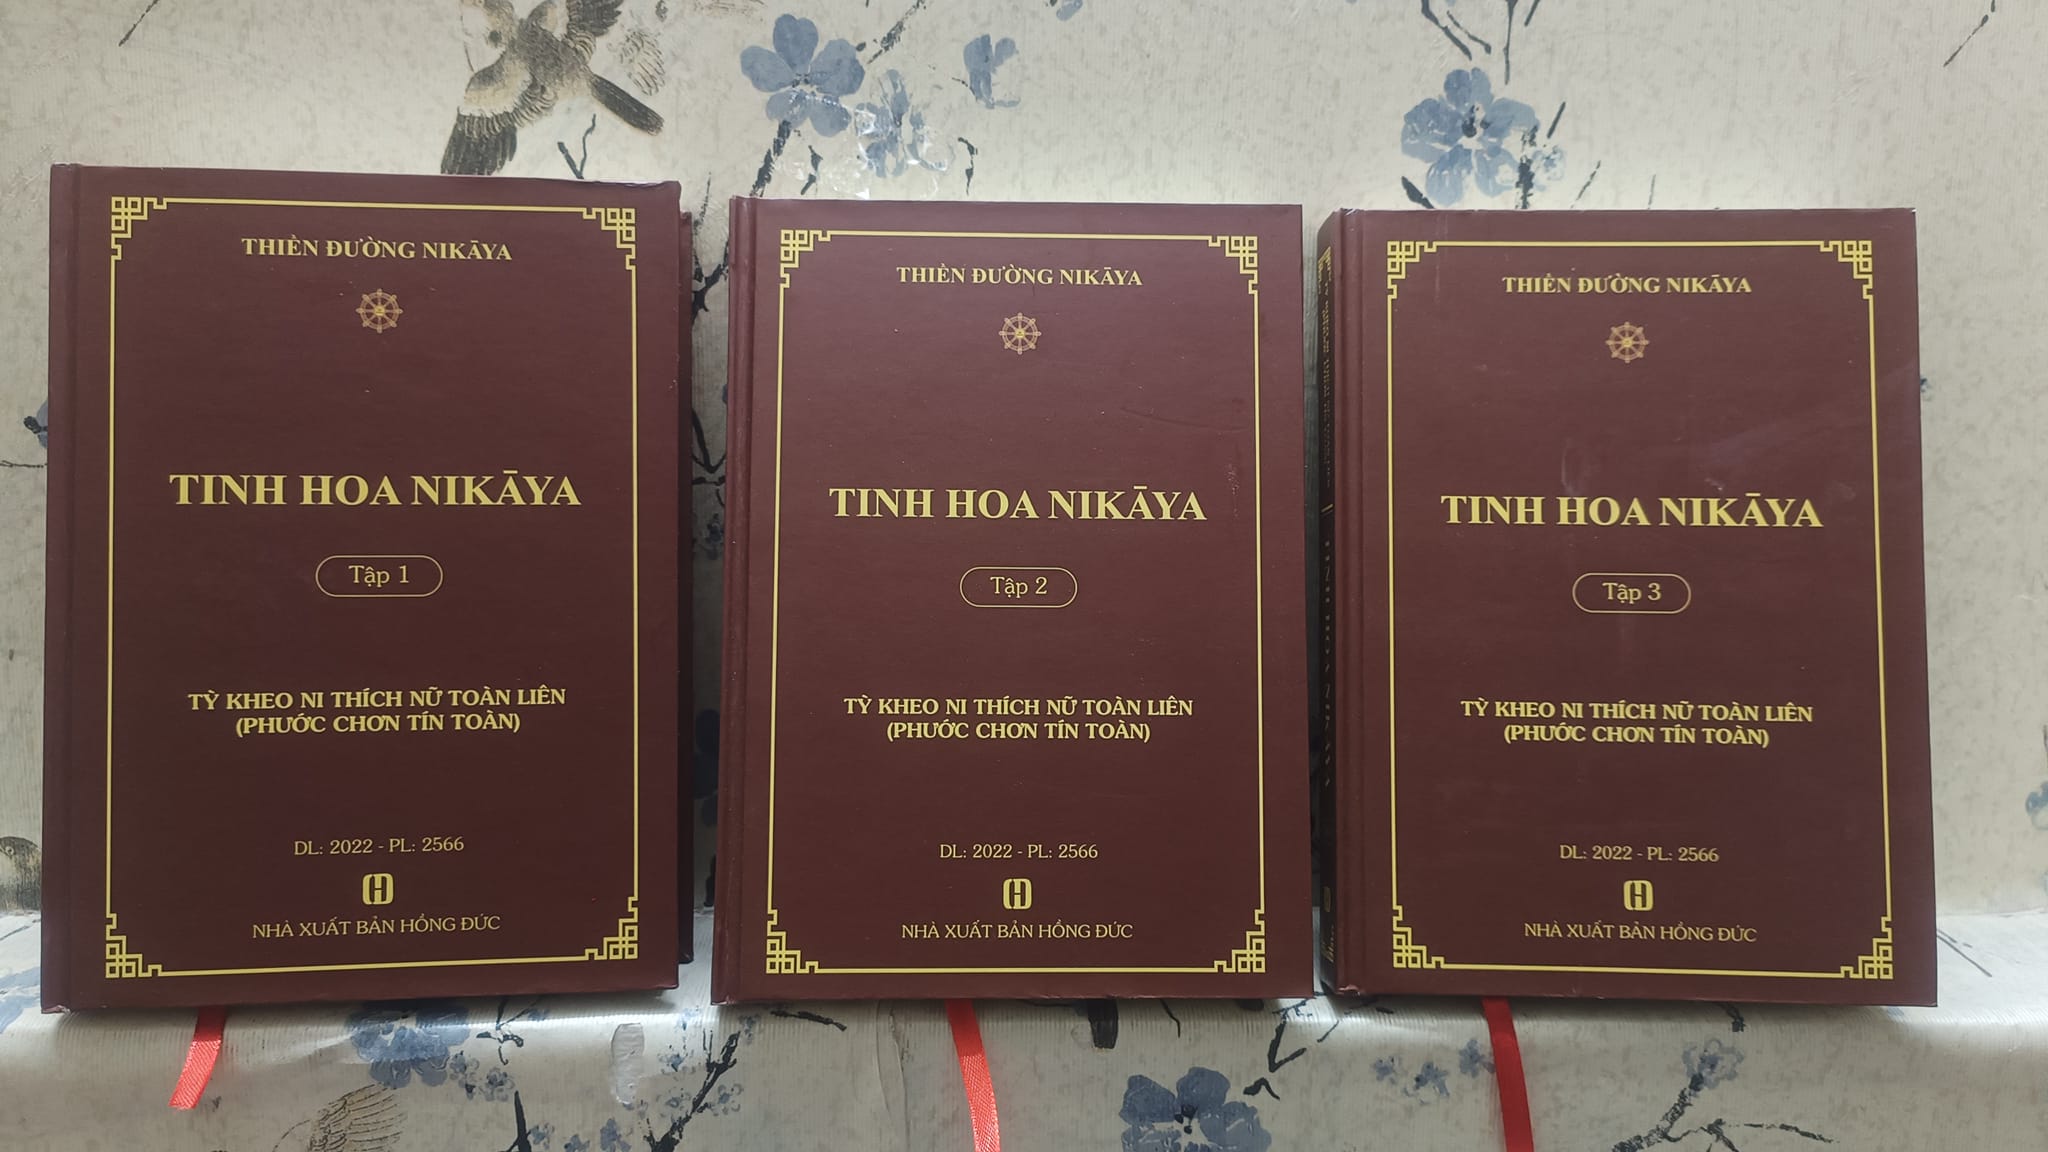 THIỀN ĐƯỜNG NIKĀYA
TINH HOA NIKĀYA
Tập 1
TỲ KHEO NI THÍCH NỮ TOÀN LIÊN
(PHƯỚC CHƠN TÍN TOÀN)
DL: 2022 - PL: 2566
NHÀ XUẤT BẢN HỒNG ĐỨC
THIỀN ĐƯỜNG NIKĀYA
TINH HOA NIKĀYA
Tập 2
TỲ KHEO NI THÍCH NỮ TOÀN LIÊN
(PHƯỚC CHƠN TÍN TOÀN)
DL: 2022 - PL: 2566
NHÀ XUẤT BẢN HỒNG ĐỨC
THIỀN ĐƯỜNG NIKĀYA
TINH HOA NIKĀYA
Tập 3
TỲ KHEO NI THÍCH NỮ TOÀN LIÊN
(PHƯỚC CHƠN TÍN TOÀN)
DL: 2022 - PL: 2566
NHÀ XUẤT BẢN HỒNG ĐỨC
TINH HOA NIKĀYA